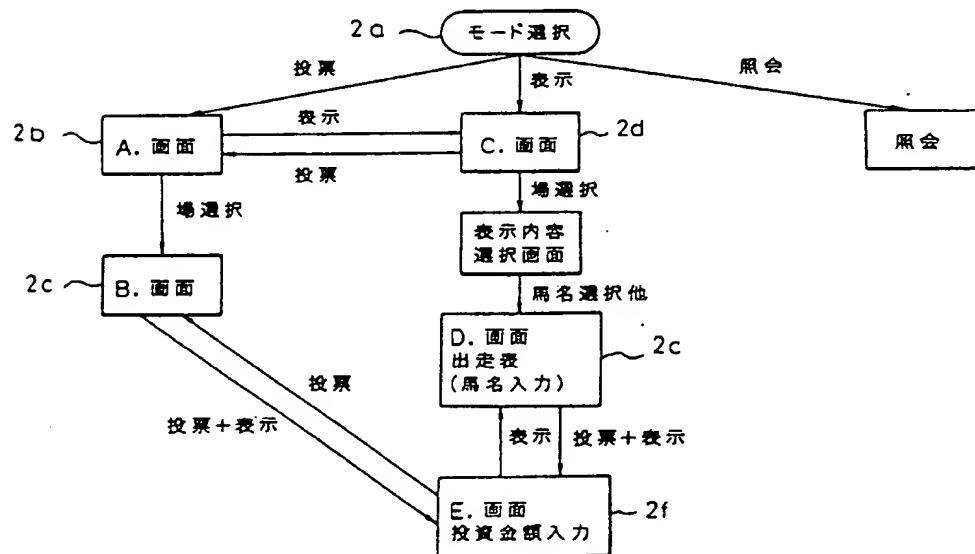 2a
モード選択
投票
表示
照会
2b
A. 画面
表示
投票
C. 画面
2d
照会
場選択
場選択
表示内容
選択画面
2c
B. 画面
馬名選択他
D. 画面
出走表
(馬名入力)
2c
投票
投票+表示
表示
投票+表示
E. 画面
投資金額入力
2f